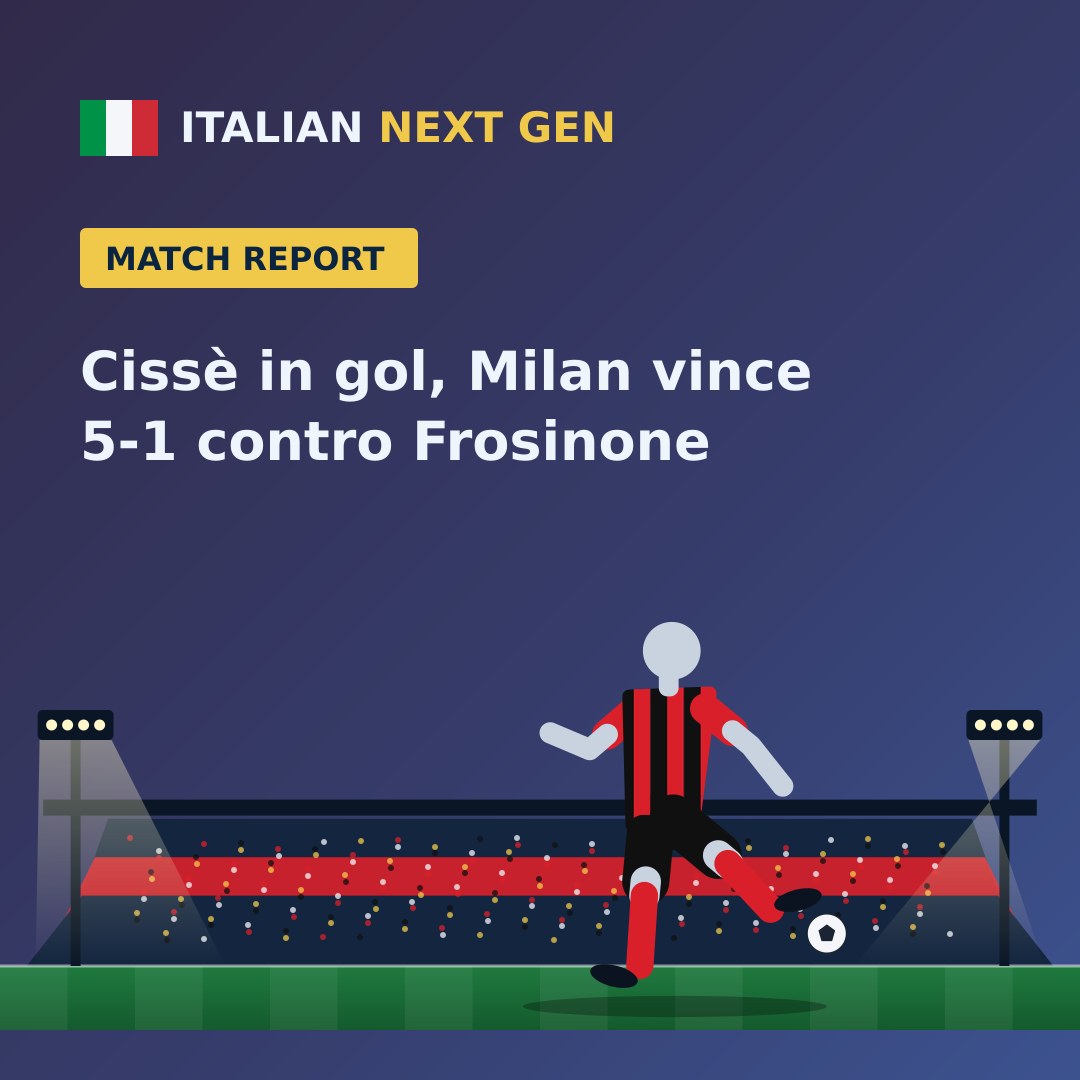 ITALIAN NEXT GEN
MATCH REPORT
Cissè in gol, Milan vince
5-1 contro Frosinone